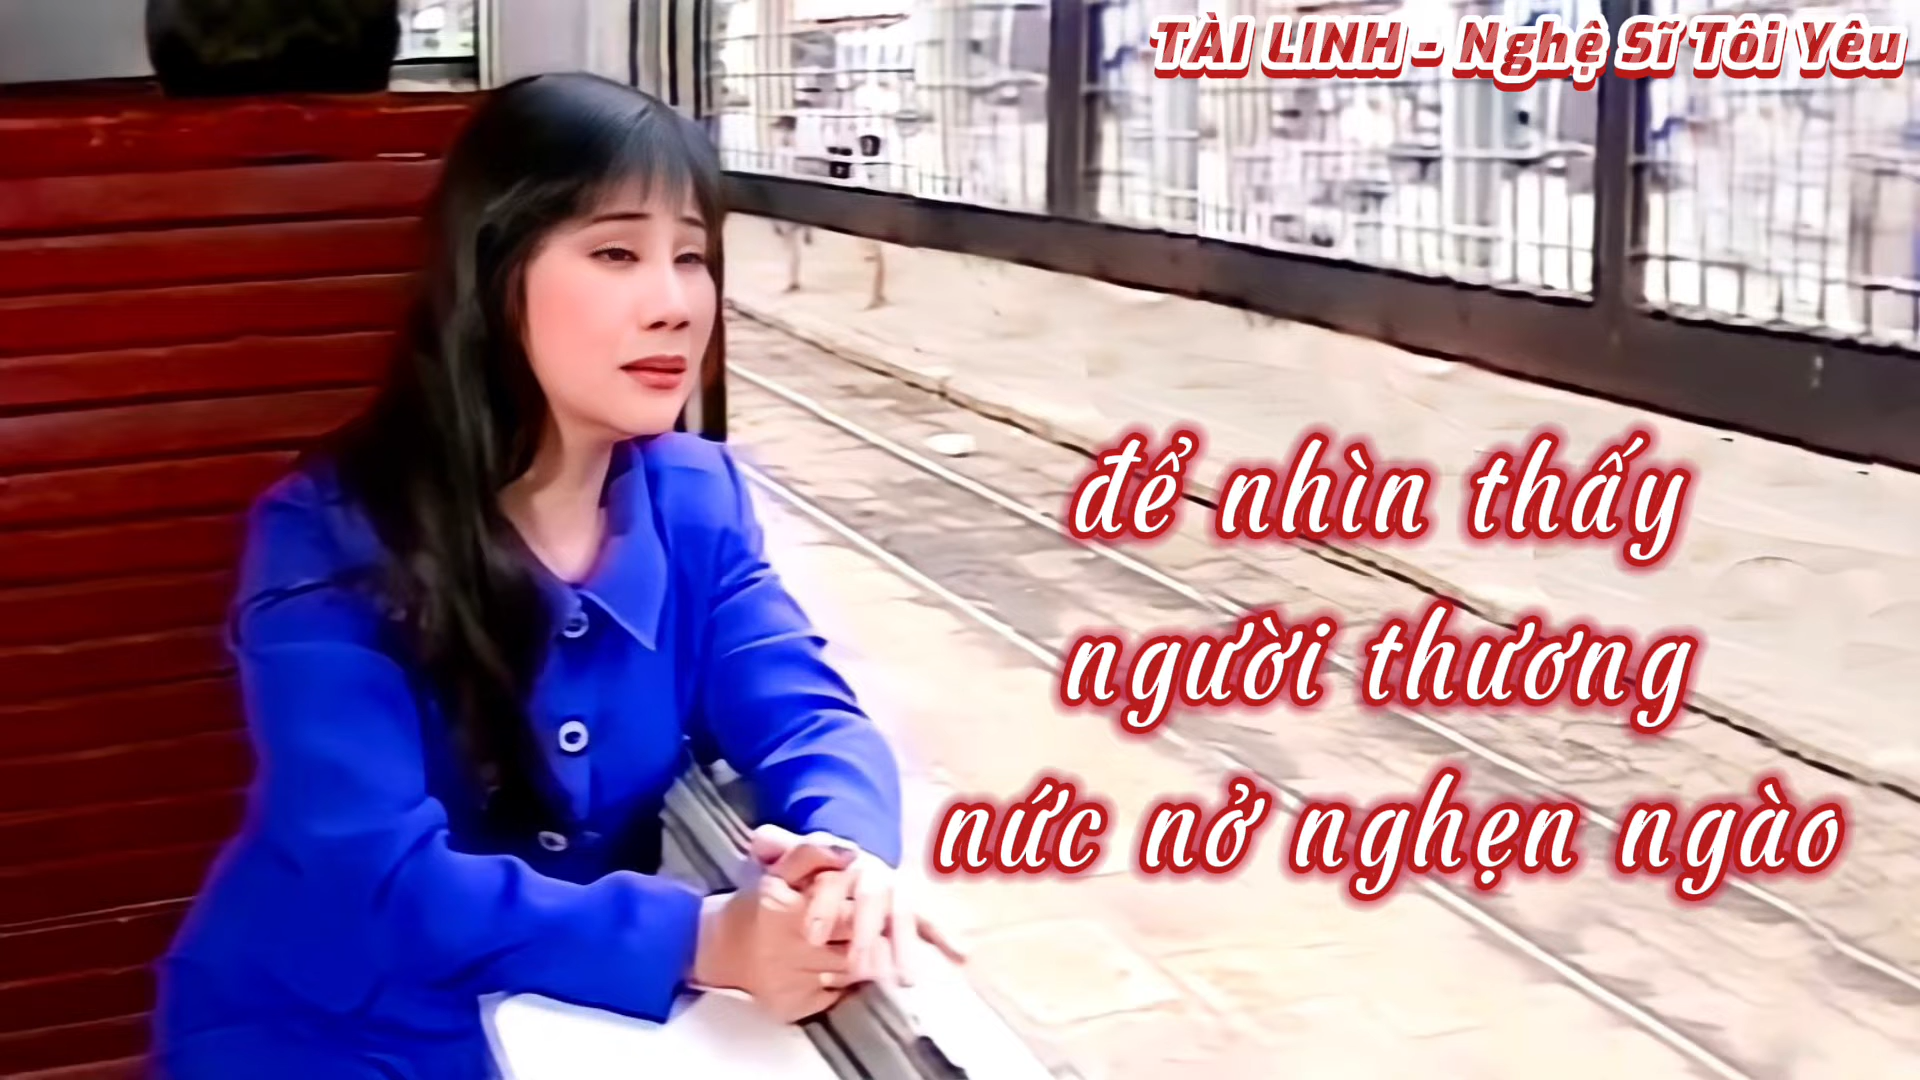 TÀI LINH - Nghệ Sĩ Tôi Yêu
để nhìn thấy
người thương
nức nở nghẹn ngào